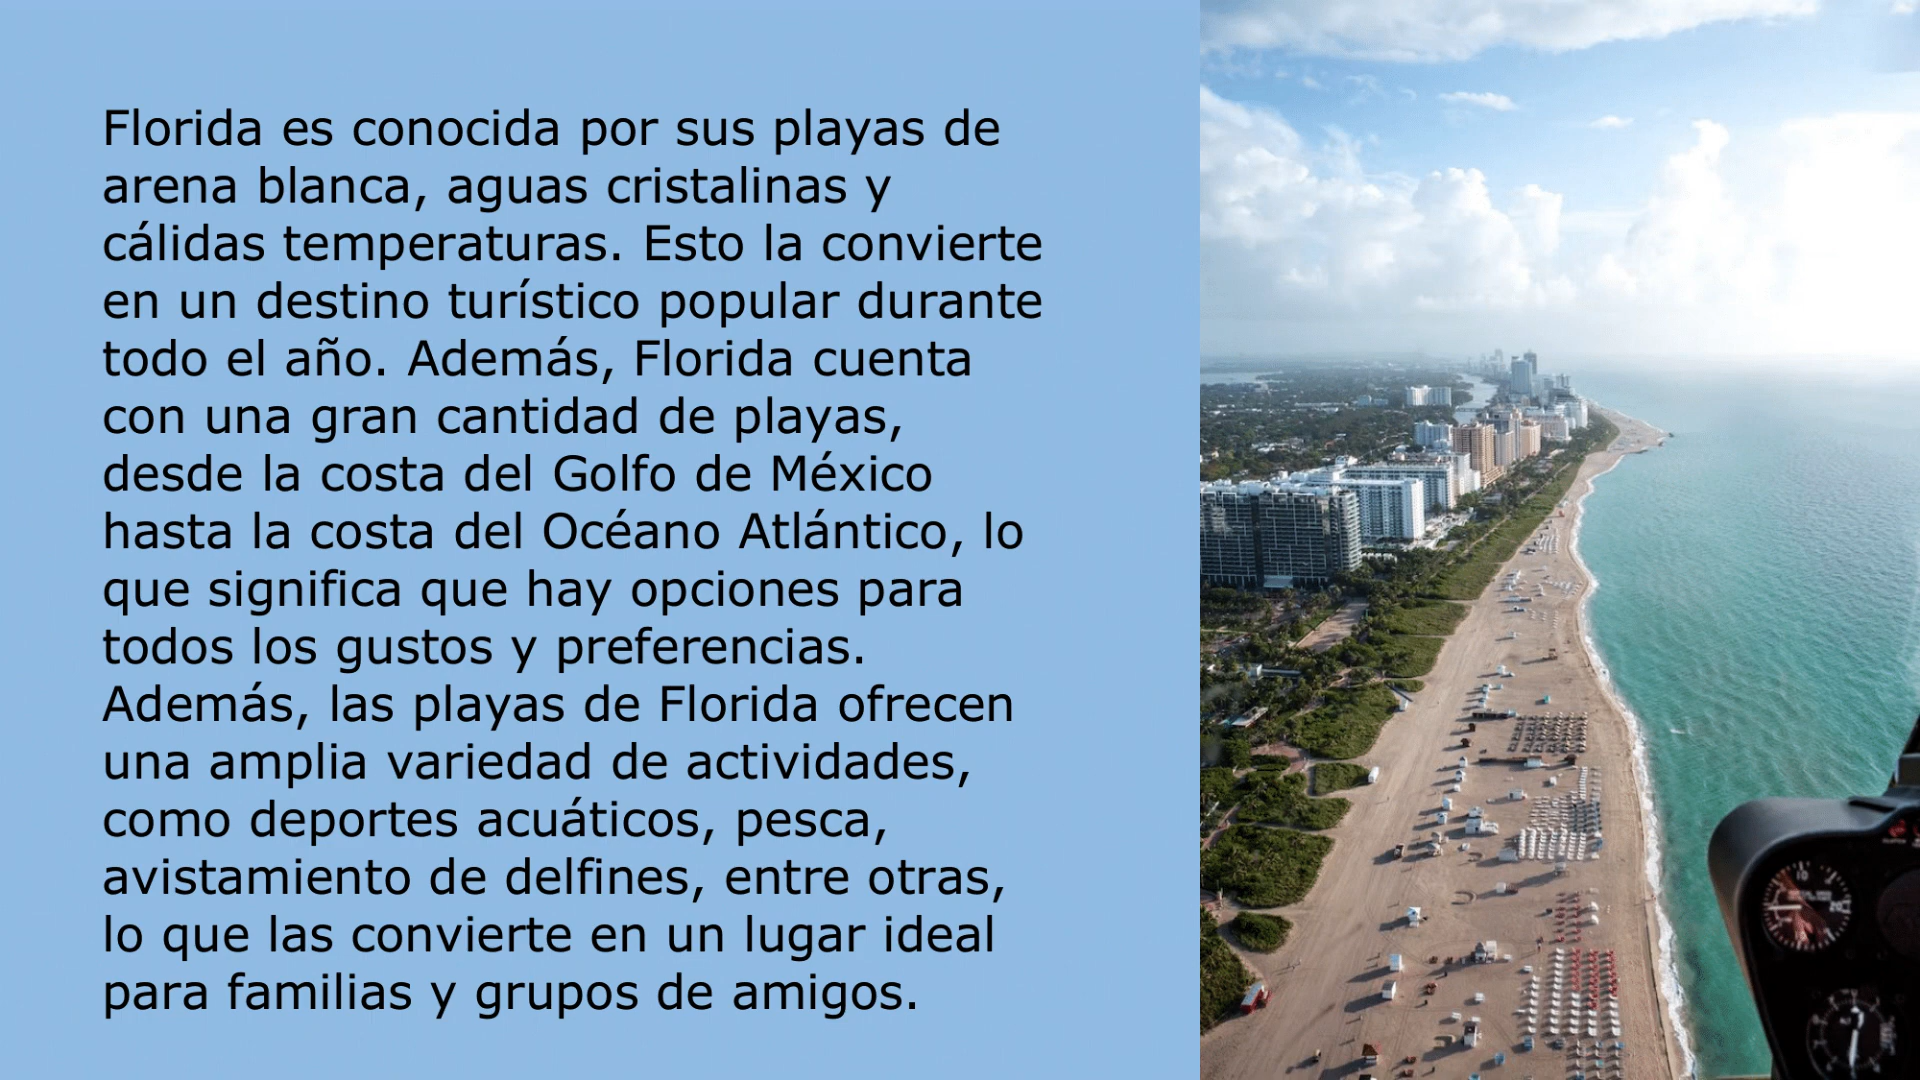 Florida es conocida por sus playas de
arena blanca, aguas cristalinas y
cálidas temperaturas. Esto la convierte
en un destino turístico popular durante
todo el año. Además, Florida cuenta
con una gran cantidad de playas,
desde la costa del Golfo de México
hasta la costa del Océano Atlántico, lo
que significa que hay opciones para
todos los gustos y preferencias.
Además, las playas de Florida ofrecen
una amplia variedad de actividades,
como deportes acuáticos, pesca,
avistamiento de delfines, entre otras,
lo que las convierte en un lugar ideal
para familias y grupos de amigos.